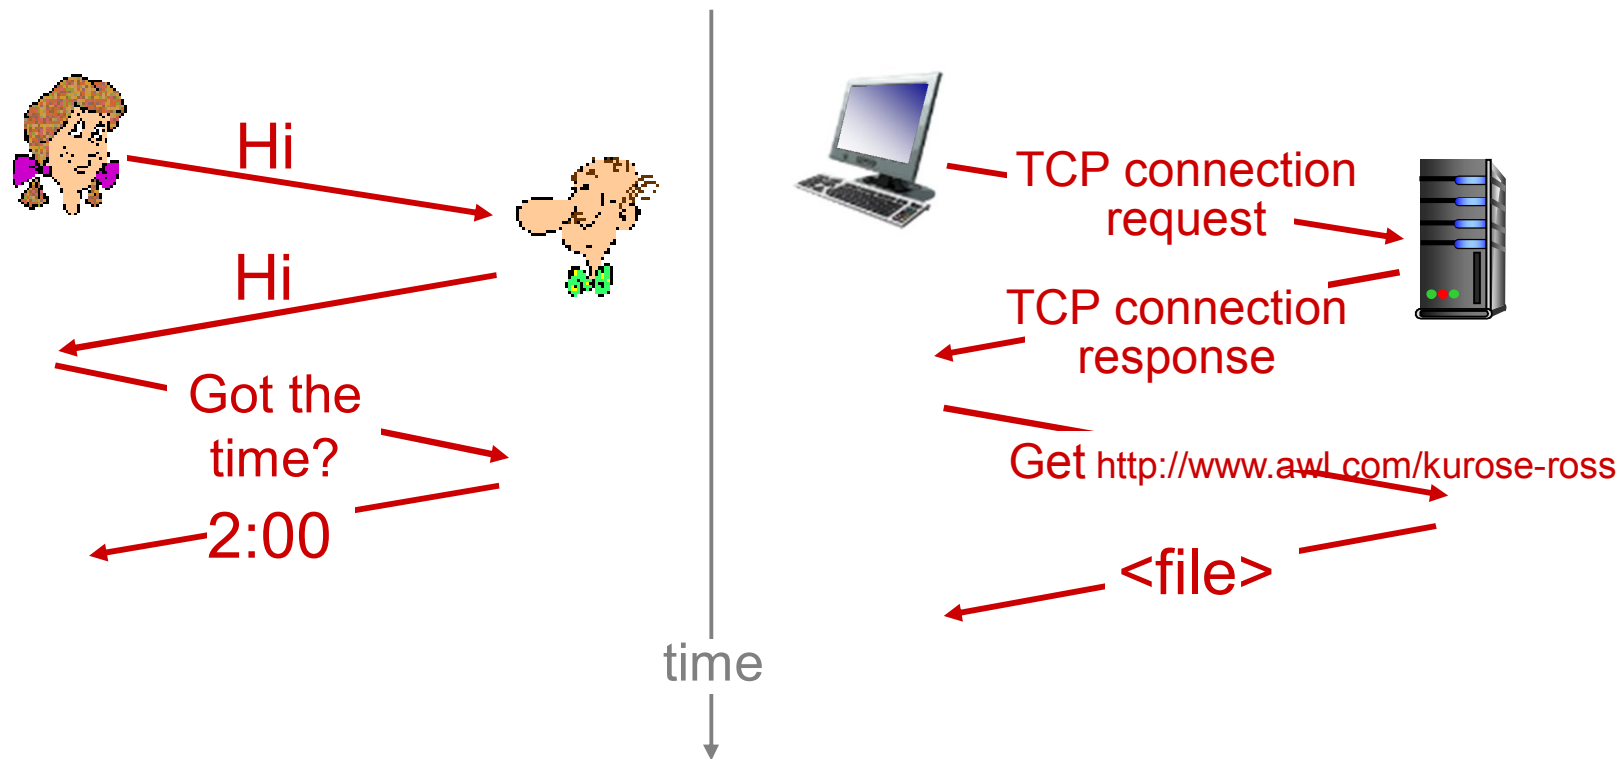 Hi
Hi
Got the
time?
2:00
time
TCP connection
request
TCP connection
response
Get http://www.awl.com/kurose-ross
<file>